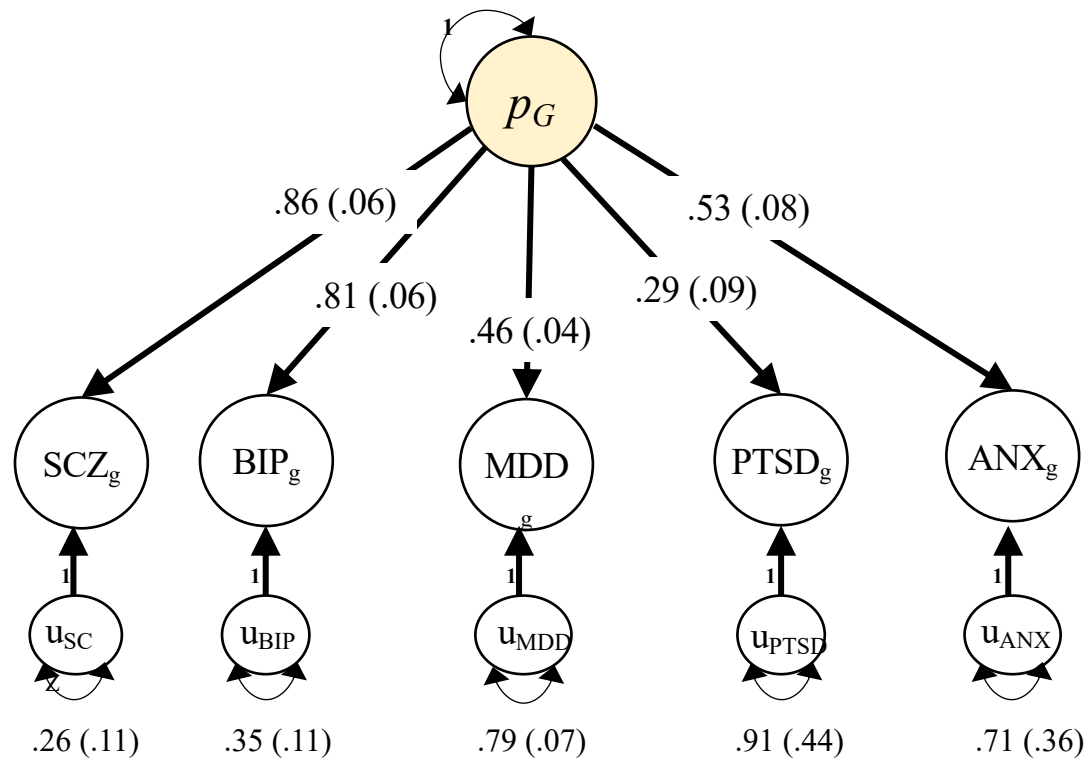 1
pG
.86 (.06)
.53 (.08)
.81 (.06)
.29 (.09)
.46 (.04)
SCZg
BIPg
MDD
g
PTSDg
ANXg
1
1
1
1
1
uSC
Z
uBIP
uMDD
uPTSD
uANX
.26 (.11)
.35 (.11)
.79 (.07)
.91 (.44)
.71 (.36)